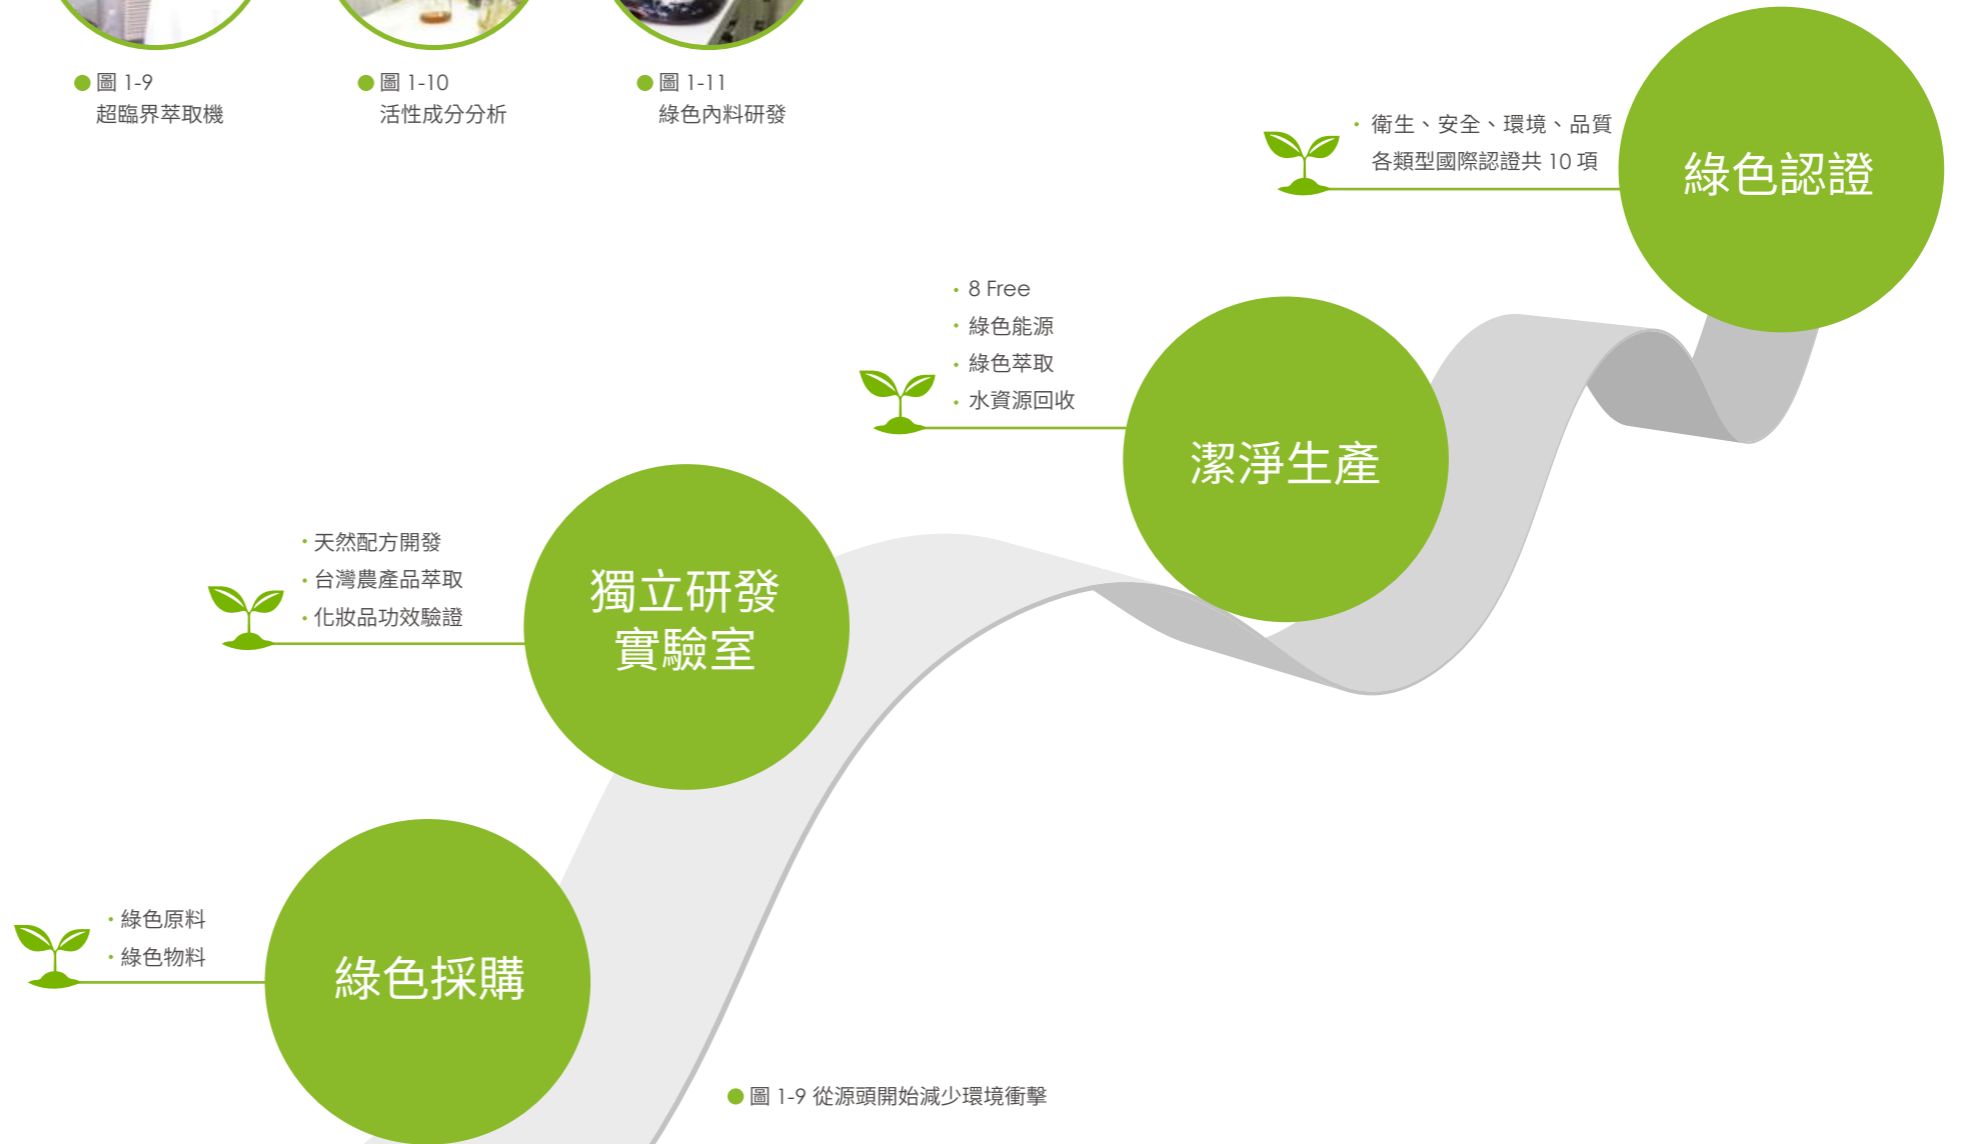 圖 1-9
超臨界萃取機
圖 1-10
活性成分分析
圖 1-11
綠色內料研發
・衛生、安全、環境、品質
各類型國際認證共 10 項
綠色認證
・8 Free
・綠色能源
・綠色萃取
・水資源回收
潔淨生產
・天然配方開發
・台灣農產品萃取
・化妝品功效驗證
獨立研發
實驗室
・綠色原料
・綠色物料
綠色採購
圖 1-9 從源頭開始減少環境衝擊